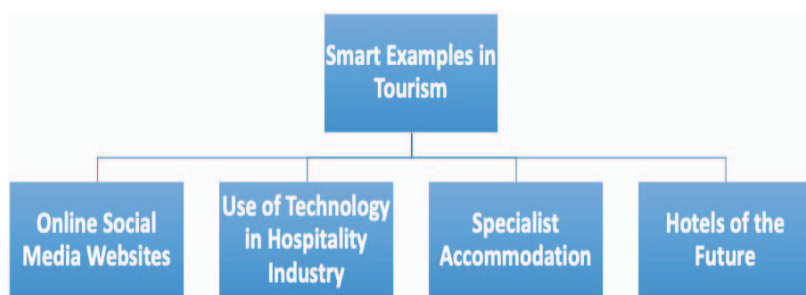 Smart Examples in
Tourism
Online Social
Media Websites
Use of Technology
in Hospitality
Industry
Specialist
Accommodation
Hotels of the
Future